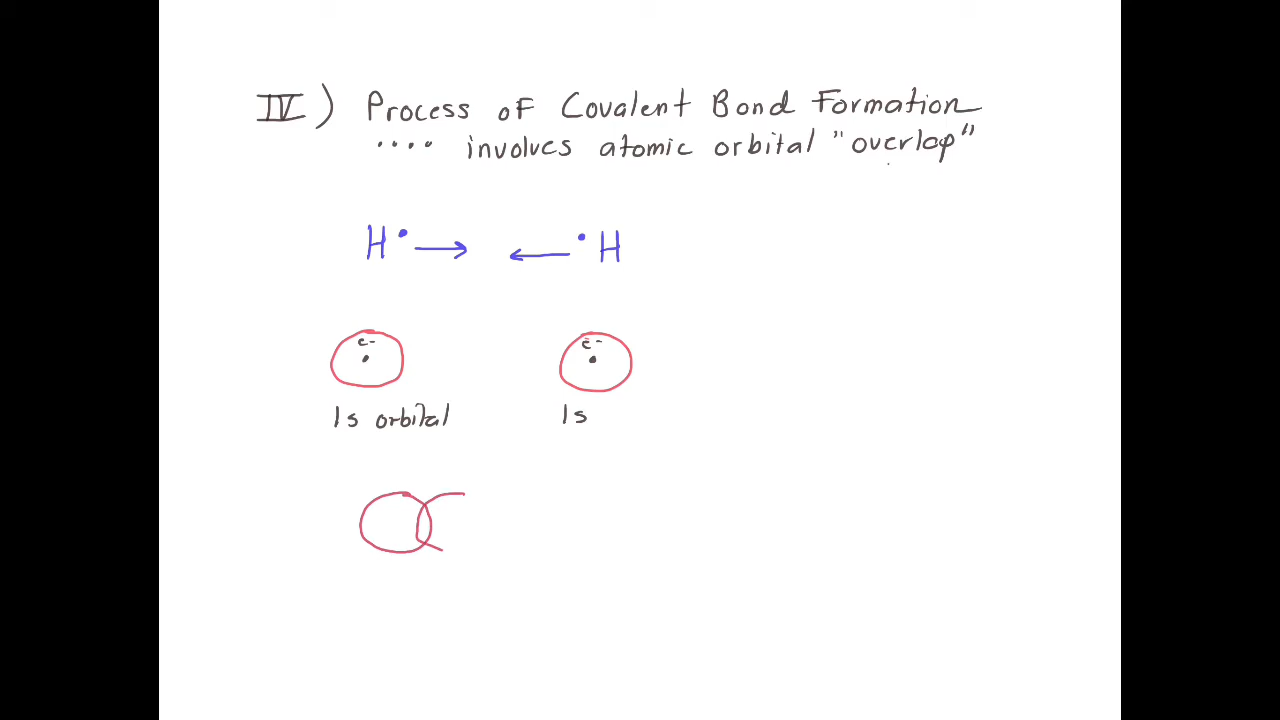 IV) Process of Covalent Bond Formation
.... involves atomic orbital "overlap"
H• → ← •H
e- e-
1s orbital 1s